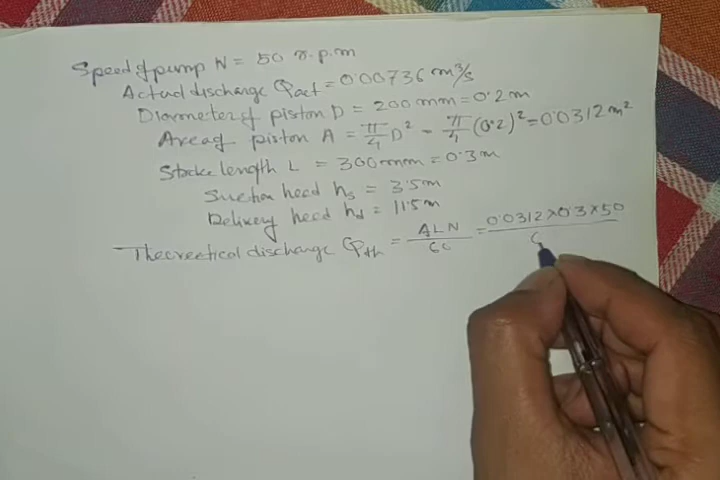 Speed of pump N = 50 r.p.m
Actual discharge Qact = 0.00736 m³/s
Diameter of piston D = 200 mm = 0.2 m
Area of piston A = π/4 D² = π/4 (0.2)² = 0.0312 m²
Stroke length L = 300 mm = 0.3 m
Suction head hs = 3.5m
Delivery head hd = 11.5m
Theoretical discharge Qth = ALN/60 = 0.0312×0.3×50/6